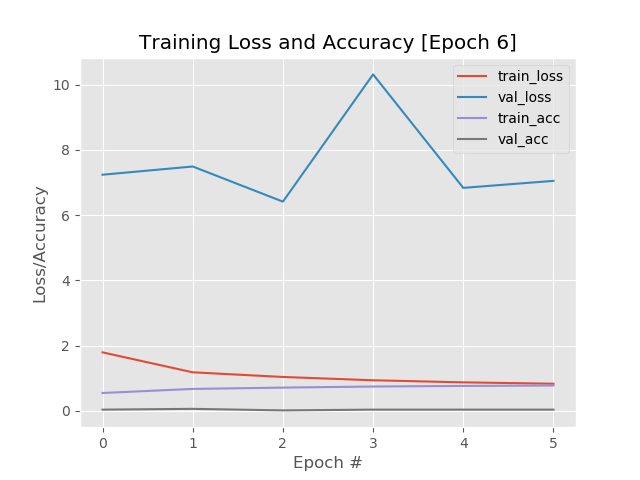 Training Loss and Accuracy [Epoch 6]
train_loss
val_loss
train_acc
val_acc
Loss/Accuracy
10
8
6
4
2
0
0 1 2 3 4 5
Epoch #